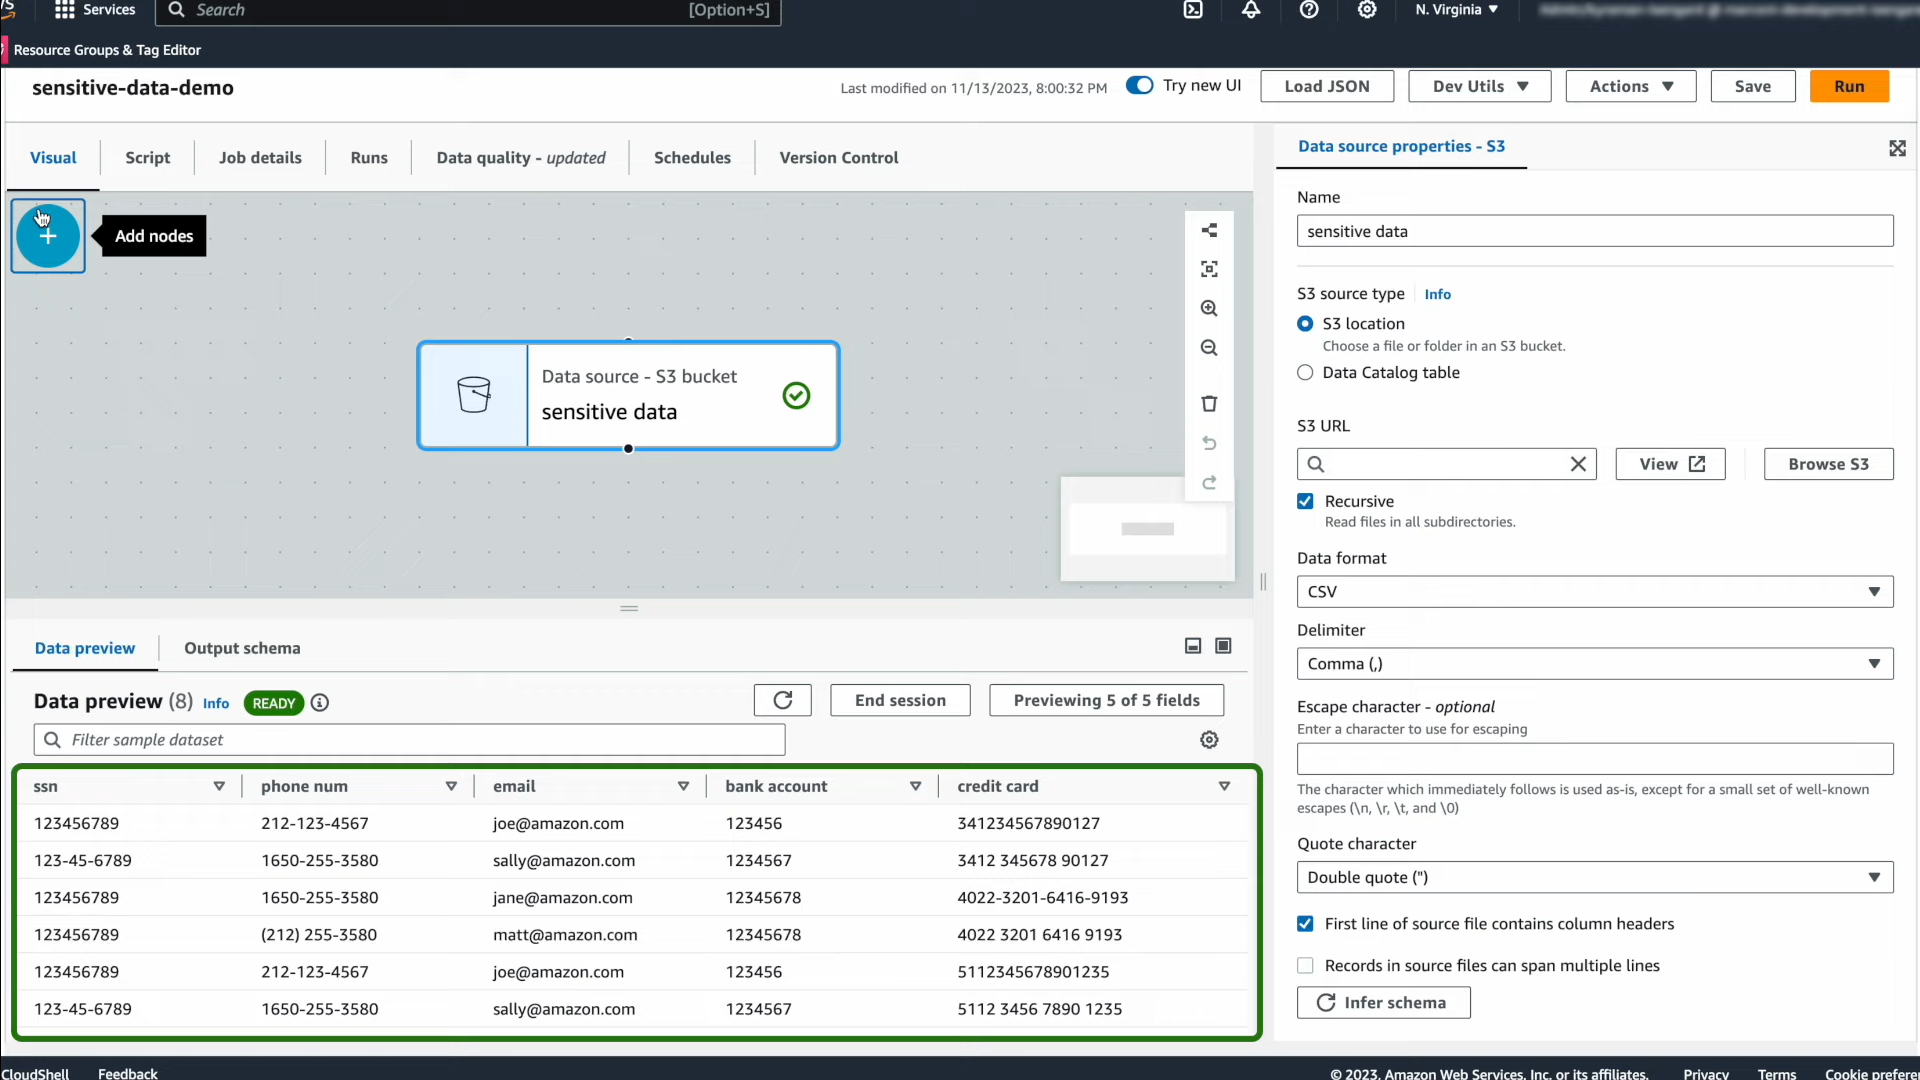 Services
Search
[Option+S]
N. Virginia
Resource Groups & Tag Editor
sensitive-data-demo
Last modified on 11/13/2023, 8:00:32 PM
Try new UI
Load JSON
Dev Utils
Actions
Save
Run
Visual
Script
Job details
Runs
Data quality - updated
Schedules
Version Control
Add nodes
Data source - S3 bucket
sensitive data
Data source properties - S3
Name
sensitive data
S3 source type
Info
S3 location
Choose a file or folder in an S3 bucket.
Data Catalog table
S3 URL
View
Browse S3
Recursive
Read files in all subdirectories.
Data format
CSV
Delimiter
Comma (,)
Escape character - optional
Enter a character to use for escaping
The character which immediately follows is used as-is, except for a small set of well-known
escapes (\n, \r, \t, and \0)
Quote character
Double quote (")
First line of source file contains column headers
Records in source files can span multiple lines
Infer schema
Data preview
Output schema
Data preview (8) Info READY
End session
Previewing 5 of 5 fields
Filter sample dataset
ssn phone num email bank account credit card
123456789 212-123-4567 joe@amazon.com 123456 341234567890127
123-45-6789 1650-255-3580 sally@amazon.com 1234567 3412 345678 90127
123456789 1650-255-3580 jane@amazon.com 12345678 4022-3201-6416-9193
123456789 (212) 255-3580 matt@amazon.com 12345678 4022 3201 6416 9193
123456789 212-123-4567 joe@amazon.com 123456 5112345678901235
123-45-6789 1650-255-3580 sally@amazon.com 1234567 5112 3456 7890 1235
CloudShell
Feedback
© 2023, Amazon Web Services, Inc. or its affiliates.
Privacy
Terms
Cookie prefere